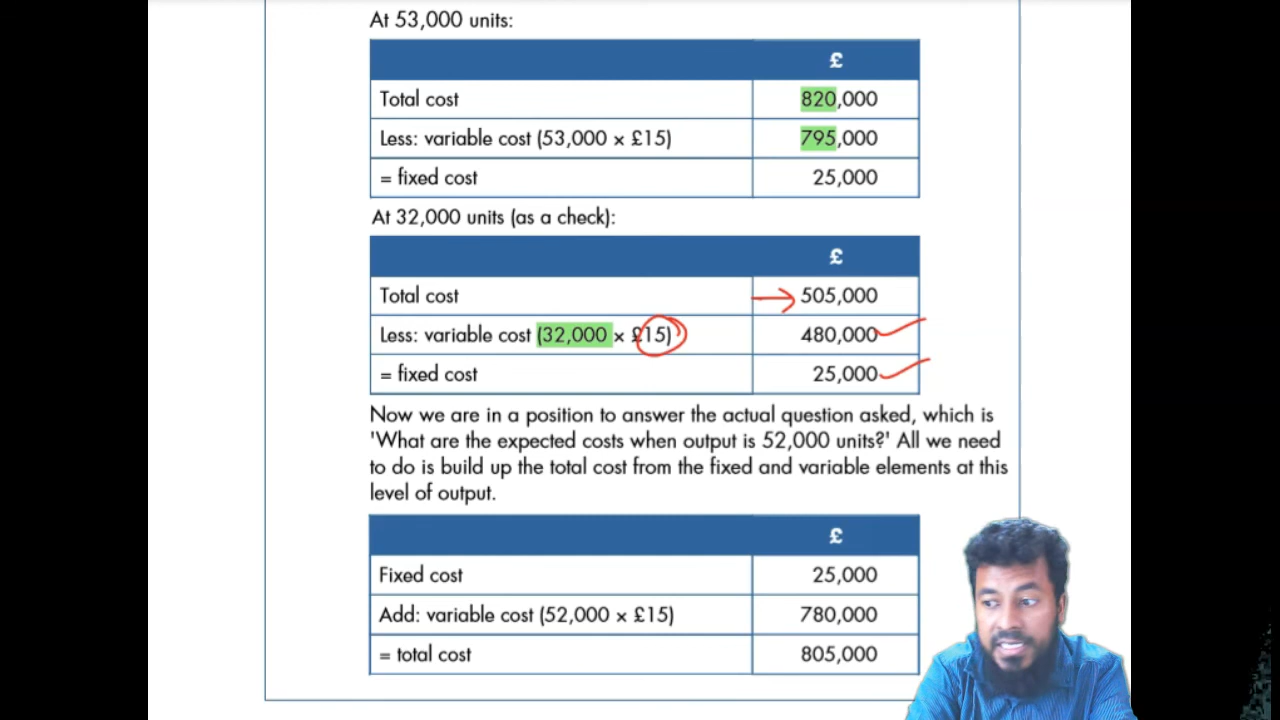 At 53,000 units:
£
Total cost 820,000
Less: variable cost (53,000 × £15) 795,000
= fixed cost 25,000
At 32,000 units (as a check):
£
Total cost 505,000
Less: variable cost (32,000 × £15) 480,000
= fixed cost 25,000
Now we are in a position to answer the actual question asked, which is
'What are the expected costs when output is 52,000 units?' All we need
to do is build up the total cost from the fixed and variable elements at this
level of output.
£
Fixed cost 25,000
Add: variable cost (52,000 × £15) 780,000
= total cost 805,000